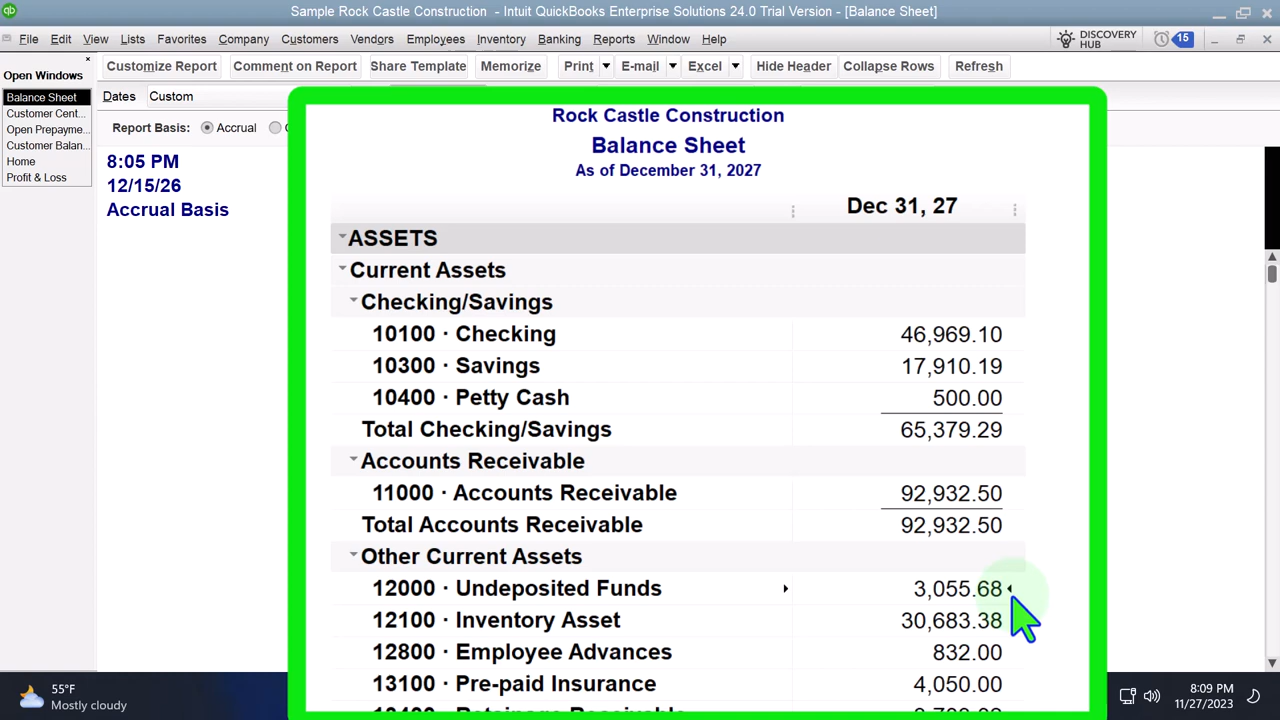 Sample Rock Castle Construction - Intuit QuickBooks Enterprise Solutions 24.0 Trial Version - [Balance Sheet]
File Edit View Lists Favorites Company Customers Vendors Employees Inventory Banking Reports Window Help
DISCOVERY HUB 15
Open Windows
Customize Report Comment on Report Share Template Memorize Print E-mail Excel Hide Header Collapse Rows Refresh
Balance Sheet
Customer Cent...
Open Prepayme...
Customer Balan...
Home
Profit & Loss
Dates Custom
Report Basis: Accrual
8:05 PM
12/15/26
Accrual Basis
Rock Castle Construction
Balance Sheet
As of December 31, 2027
Dec 31, 27
ASSETS
Current Assets
Checking/Savings
10100 · Checking 46,969.10
10300 · Savings 17,910.19
10400 · Petty Cash 500.00
Total Checking/Savings 65,379.29
Accounts Receivable
11000 · Accounts Receivable 92,932.50
Total Accounts Receivable 92,932.50
Other Current Assets
12000 · Undeposited Funds 3,055.68
12100 · Inventory Asset 30,683.38
12800 · Employee Advances 832.00
13100 · Pre-paid Insurance 4,050.00
55°F
Mostly cloudy
8:09 PM
11/27/2023